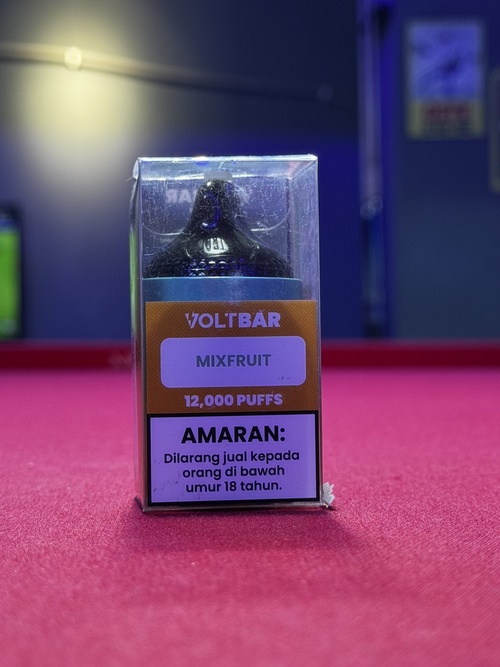 VOLTBAR
MIXFRUIT
12,000 PUFFS
AMARAN:
Dilarang jual kepada
orang di bawah
umur 18 tahun.